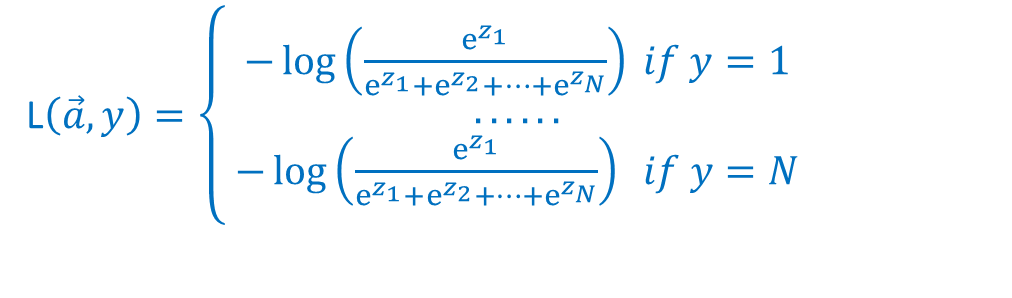 L(a⃗, y) = { −log(e^{z_1} / (e^{z_1}+e^{z_2}+⋯+e^{z_N})) if y = 1
⋯⋯
−log(e^{z_1} / (e^{z_1}+e^{z_2}+⋯+e^{z_N})) if y = N